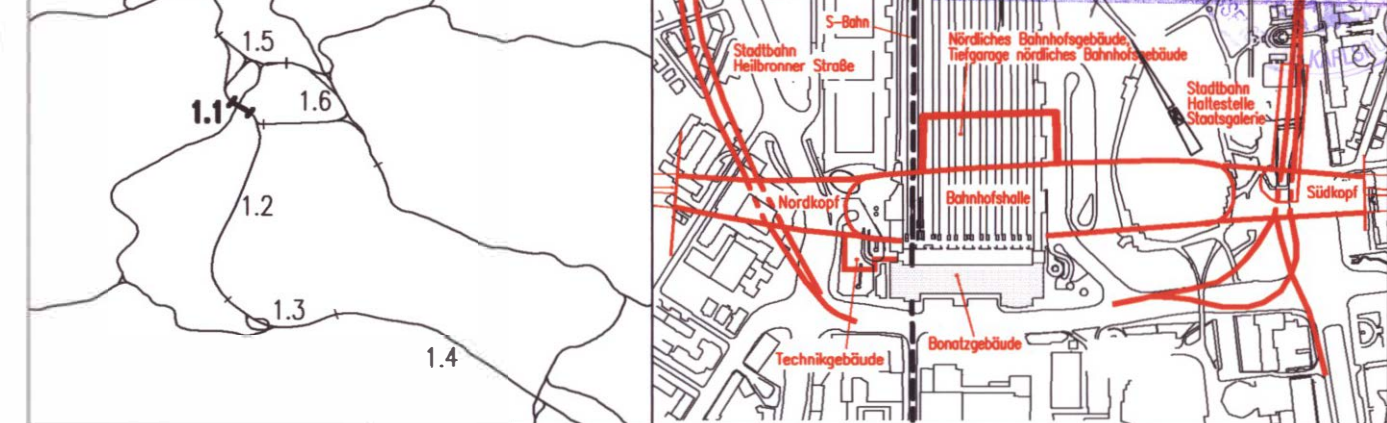 1.5
1.1
1.6
1.2
1.3
1.4
S-Bahn
Stadtbahn
Heilbronner Straße
Nördliches Bahnhofsgebäude,
Tiefgarage nördliches Bahnhofsgebäude
Stadtbahn
Haltestelle
Staatsgalerie
Nordkopf
Bahnhofshalle
Südkopf
Technikgebäude
Bonatzgebäude